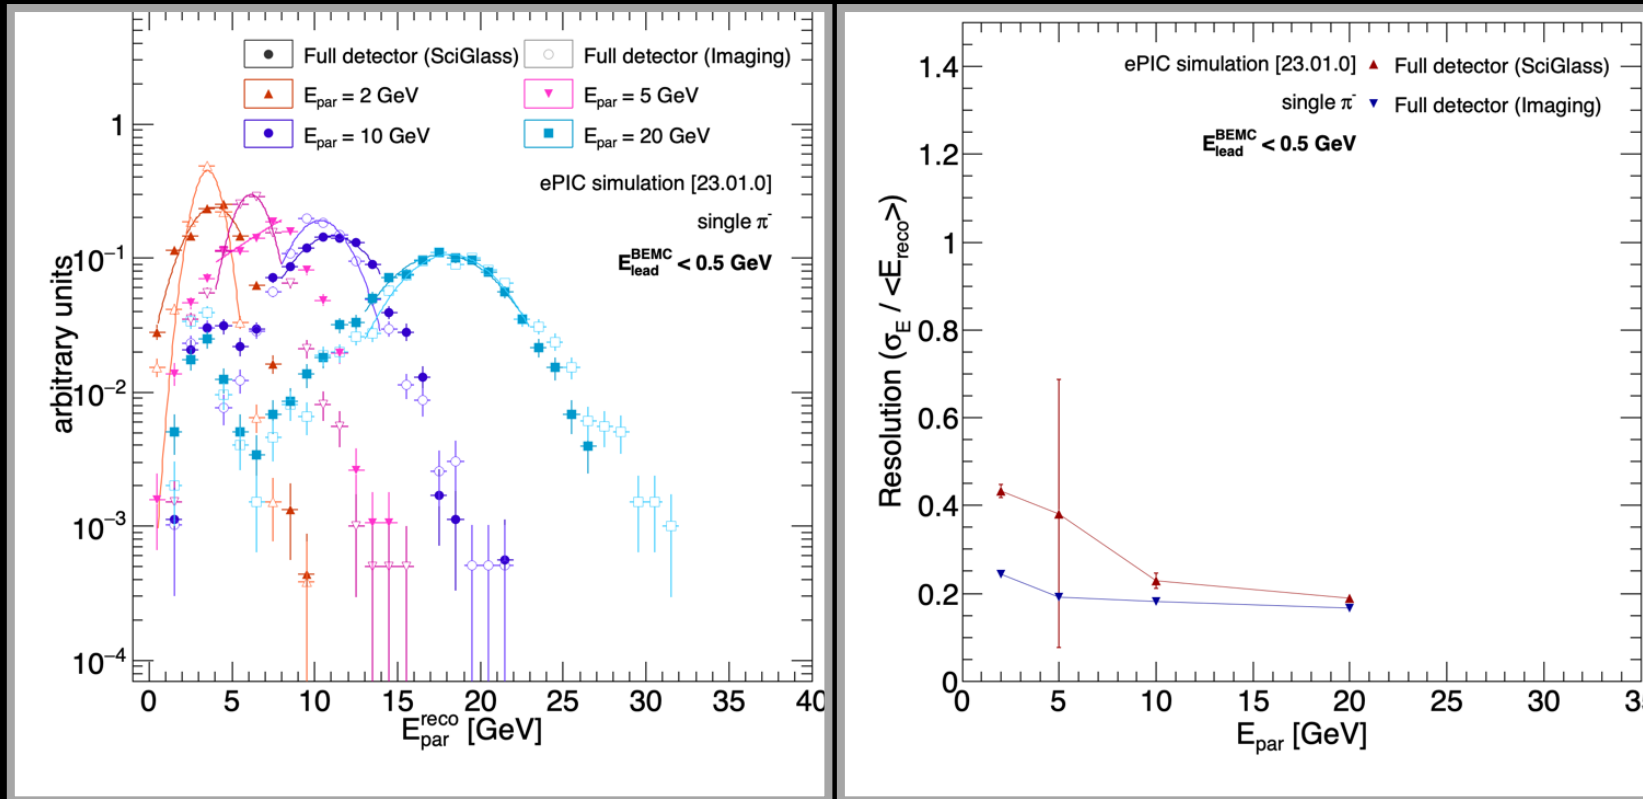 Full detector (SciGlass) Full detector (Imaging)
E_par = 2 GeV E_par = 5 GeV
E_par = 10 GeV E_par = 20 GeV
ePIC simulation [23.01.0]
single π⁻
E_lead^BEMC < 0.5 GeV
arbitrary units
1
10⁻¹
10⁻²
10⁻³
10⁻⁴
0 5 10 15 20 25 30 35 40
E_par^reco [GeV]
ePIC simulation [23.01.0] Full detector (SciGlass)
single π⁻ Full detector (Imaging)
E_lead^BEMC < 0.5 GeV
Resolution (σ_E / <E_reco>)
1.4
1.2
1
0.8
0.6
0.4
0.2
0
0 5 10 15 20 25 30
E_par [GeV]